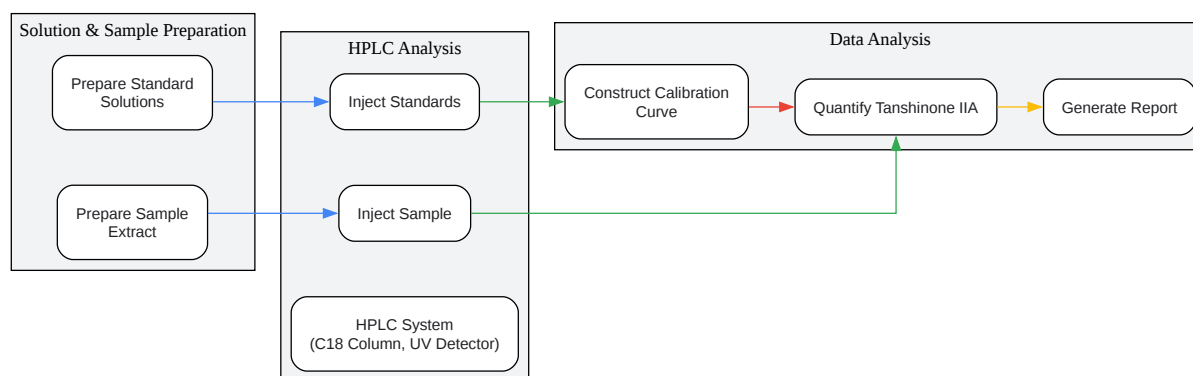 Solution & Sample Preparation
Prepare Standard
Solutions
Prepare Sample
Extract
HPLC Analysis
Inject Standards
Inject Sample
HPLC System
(C18 Column, UV Detector)
Data Analysis
Construct Calibration
Curve
Quantify Tanshinone IIA
Generate Report